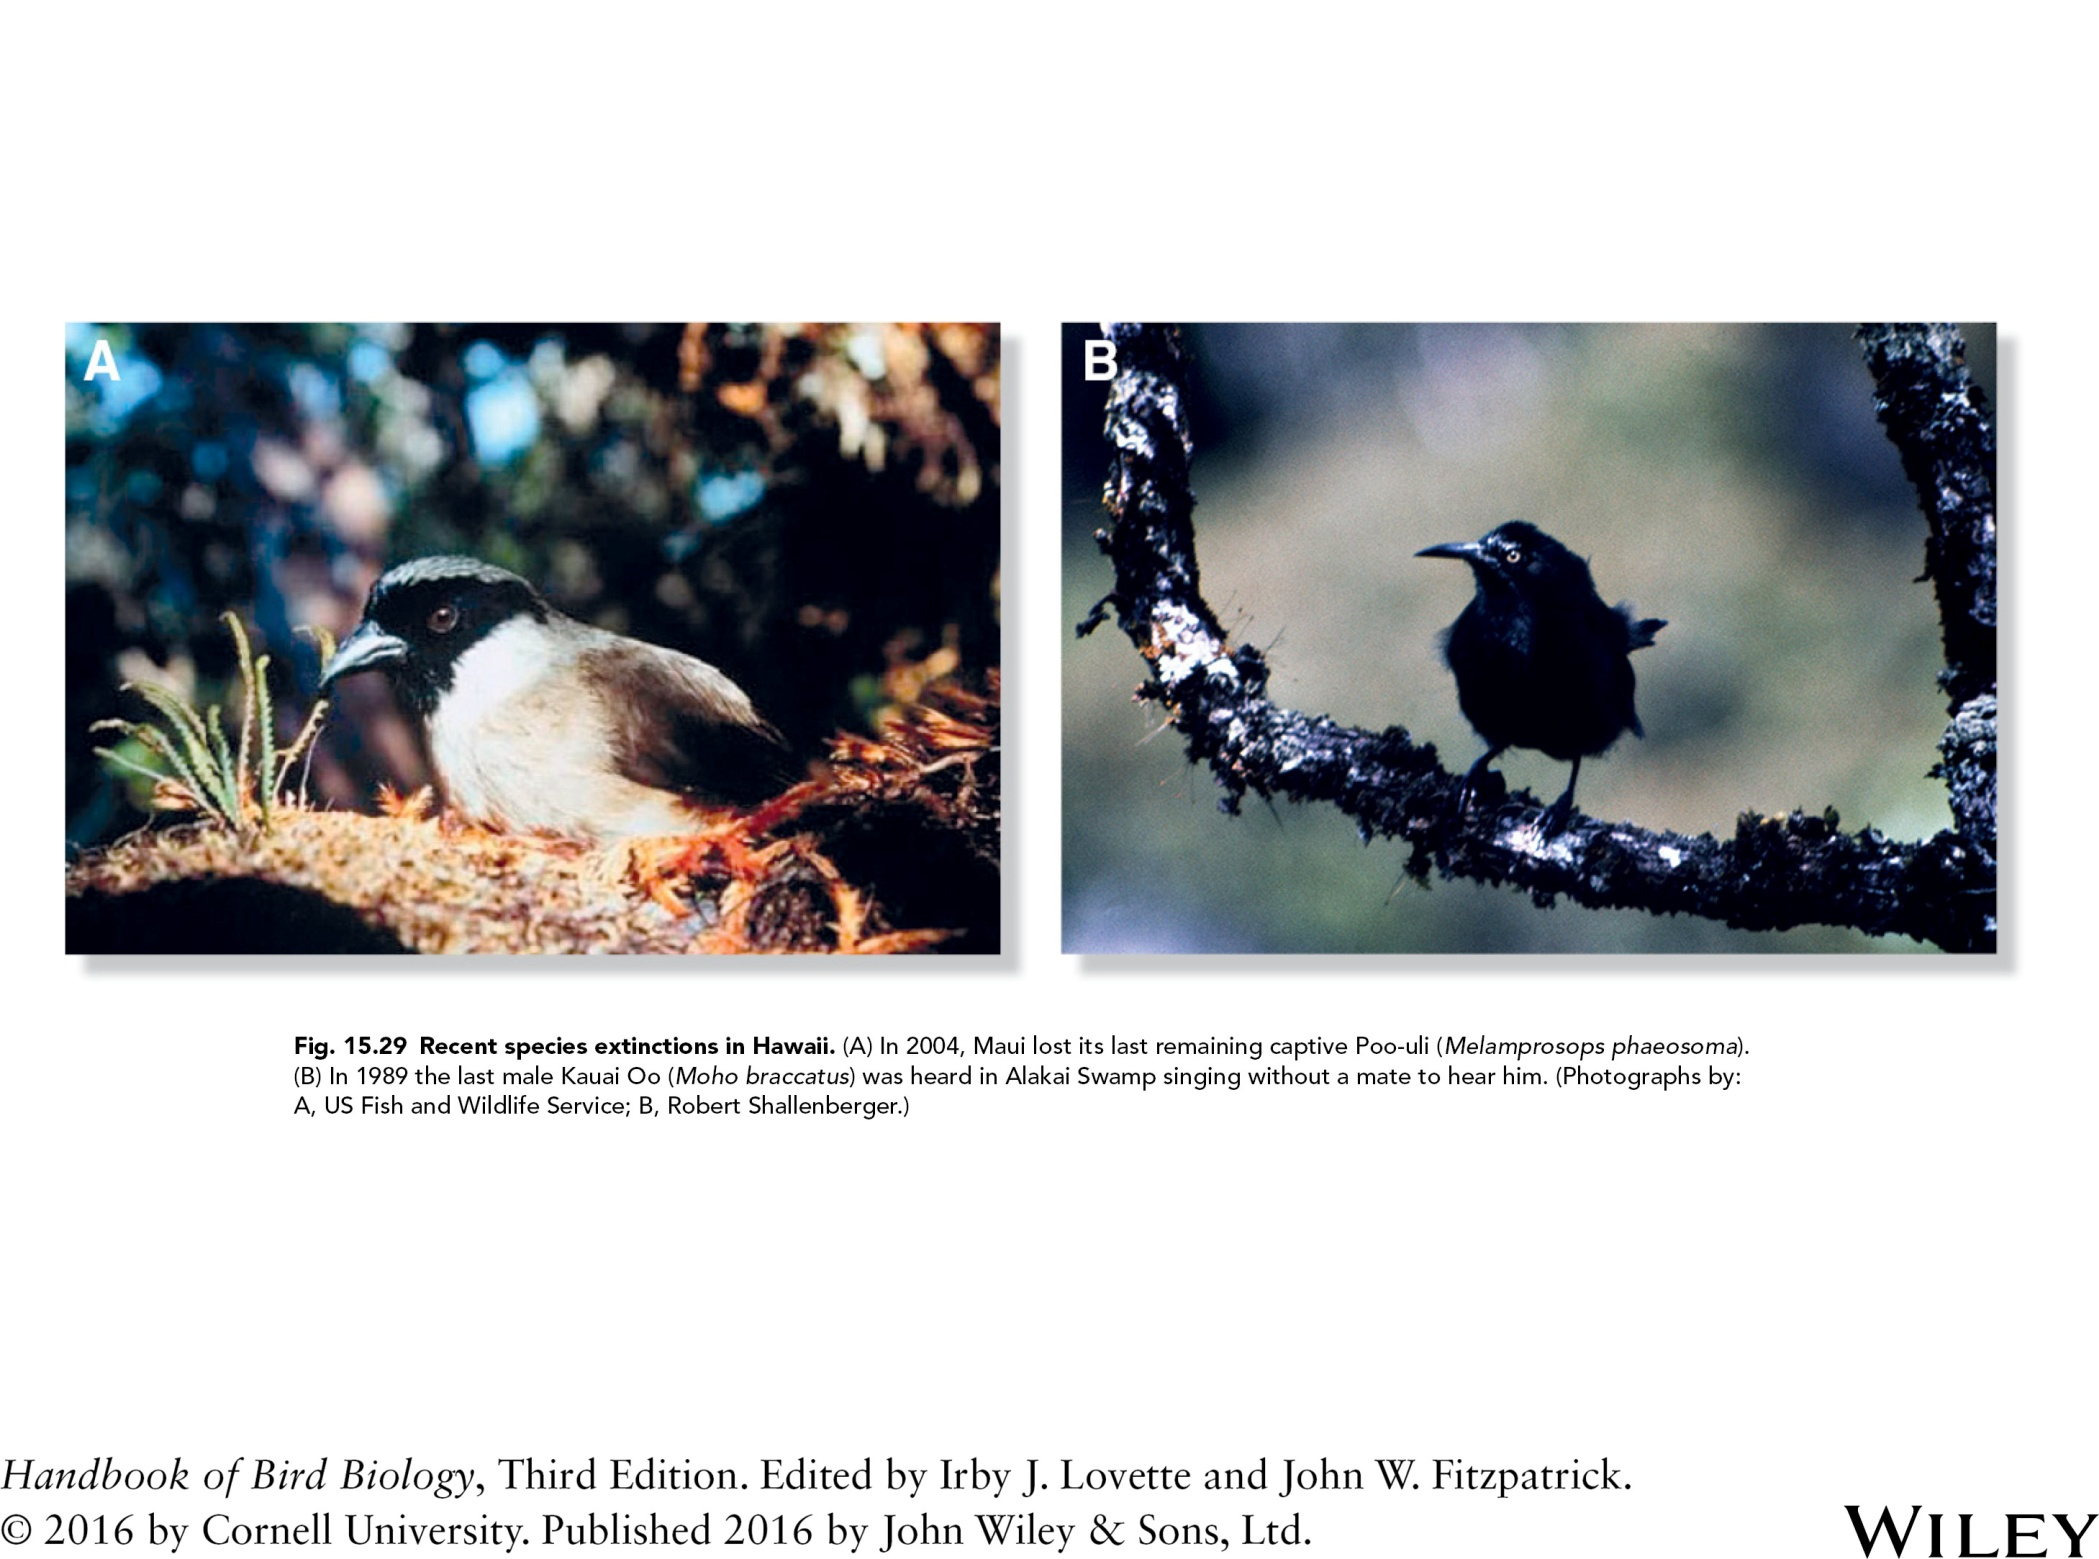 A
B
Fig. 15.29 Recent species extinctions in Hawaii. (A) In 2004, Maui lost its last remaining captive Poo-uli (Melamprosops phaeosoma).
(B) In 1989 the last male Kauai Oo (Moho braccatus) was heard in Alakai Swamp singing without a mate to hear him. (Photographs by:
A, US Fish and Wildlife Service; B, Robert Shallenberger.)
Handbook of Bird Biology, Third Edition. Edited by Irby J. Lovette and John W. Fitzpatrick.
© 2016 by Cornell University. Published 2016 by John Wiley & Sons, Ltd.
WILEY